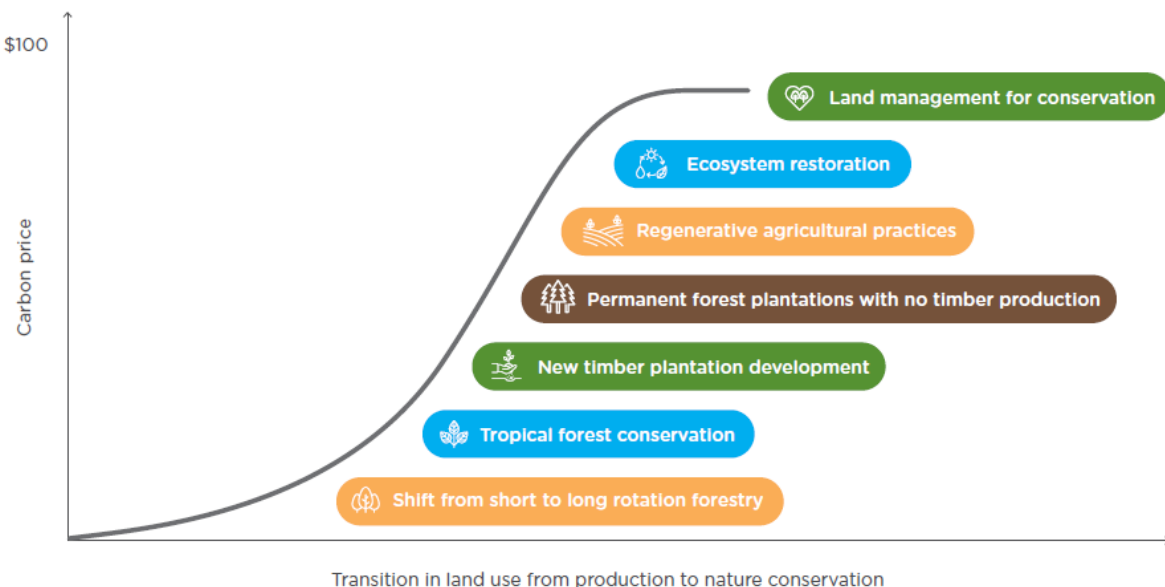 $100
Land management for conservation
Ecosystem restoration
Regenerative agricultural practices
Carbon price
Permanent forest plantations with no timber production
New timber plantation development
Tropical forest conservation
Shift from short to long rotation forestry
Transition in land use from production to nature conservation